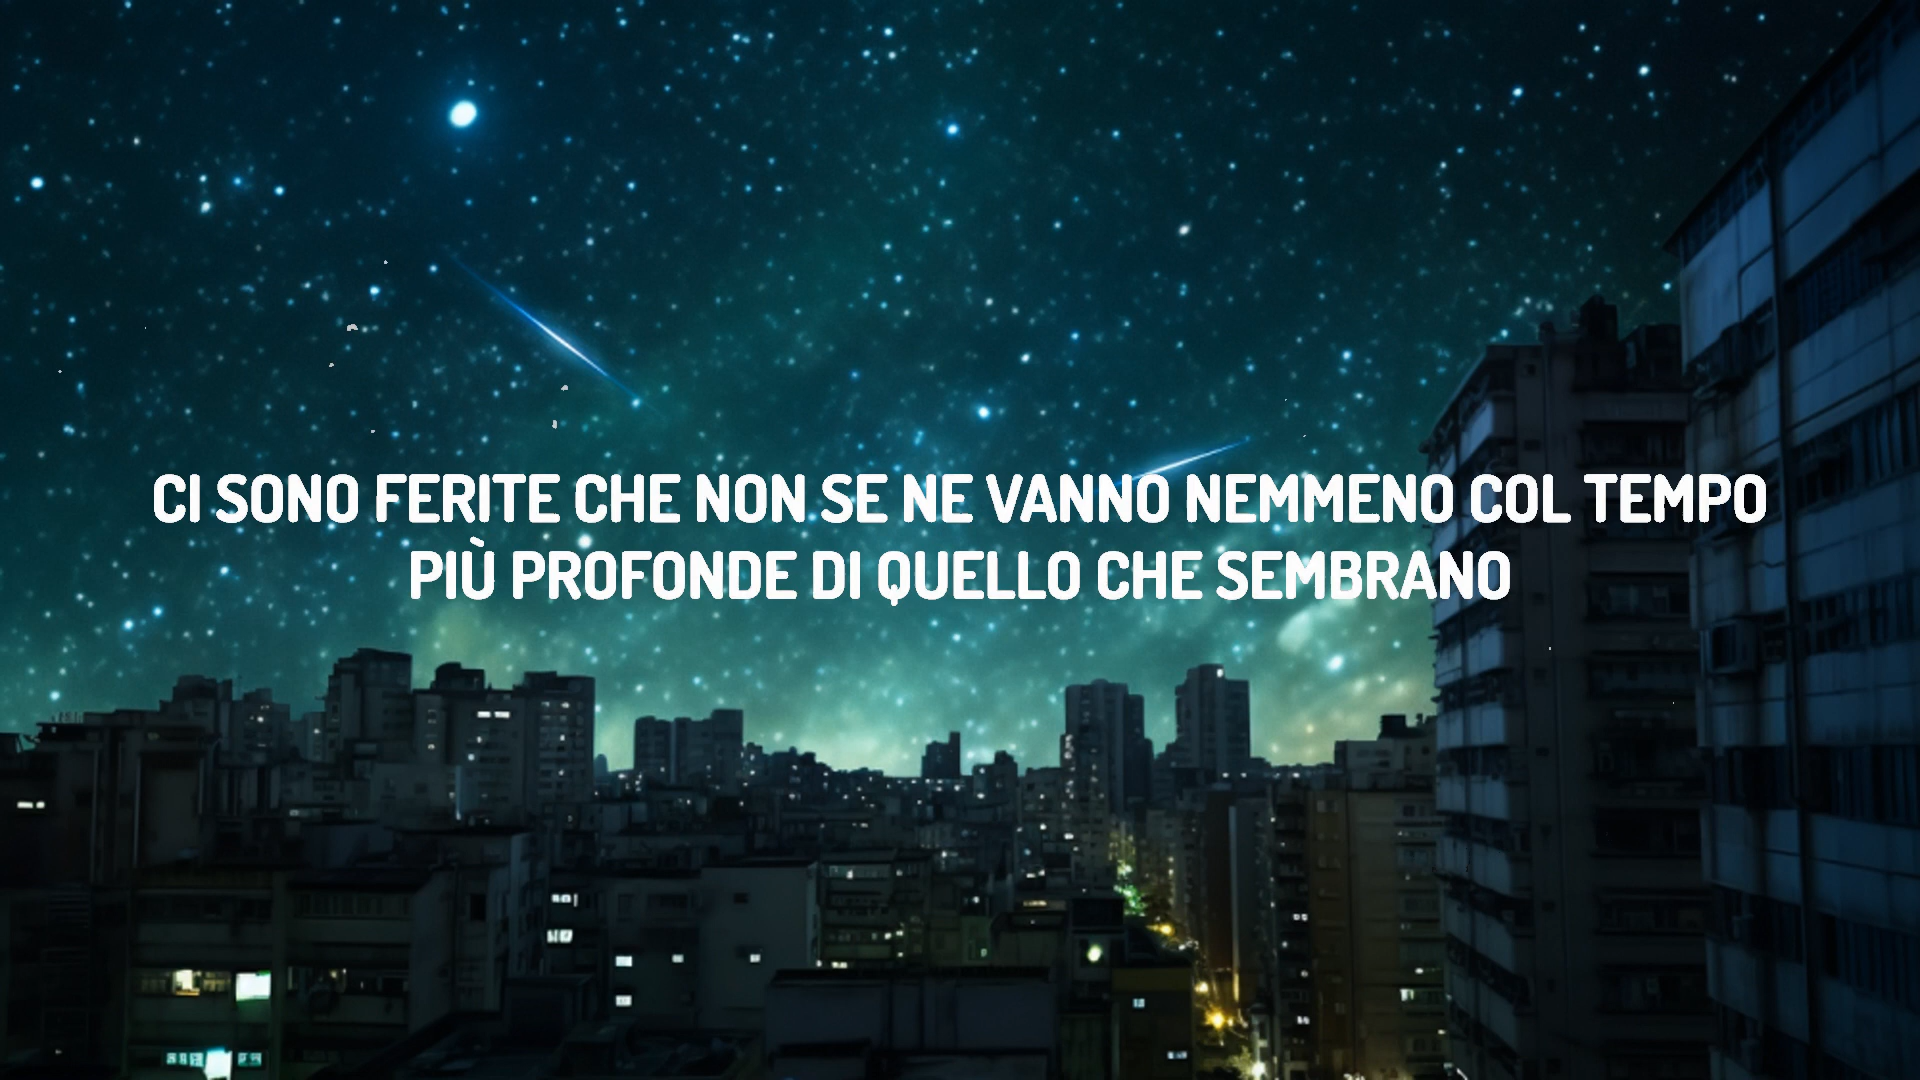 CI SONO FERITE CHE NON SE NE VANNO NEMMENO COL TEMPO
PIÙ PROFONDE DI QUELLO CHE SEMBRANO